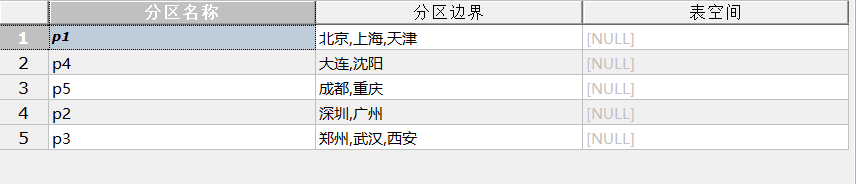 分区名称 分区边界 表空间
1 p1 北京,上海,天津 [NULL]
2 p4 大连,沈阳 [NULL]
3 p5 成都,重庆 [NULL]
4 p2 深圳,广州 [NULL]
5 p3 郑州,武汉,西安 [NULL]